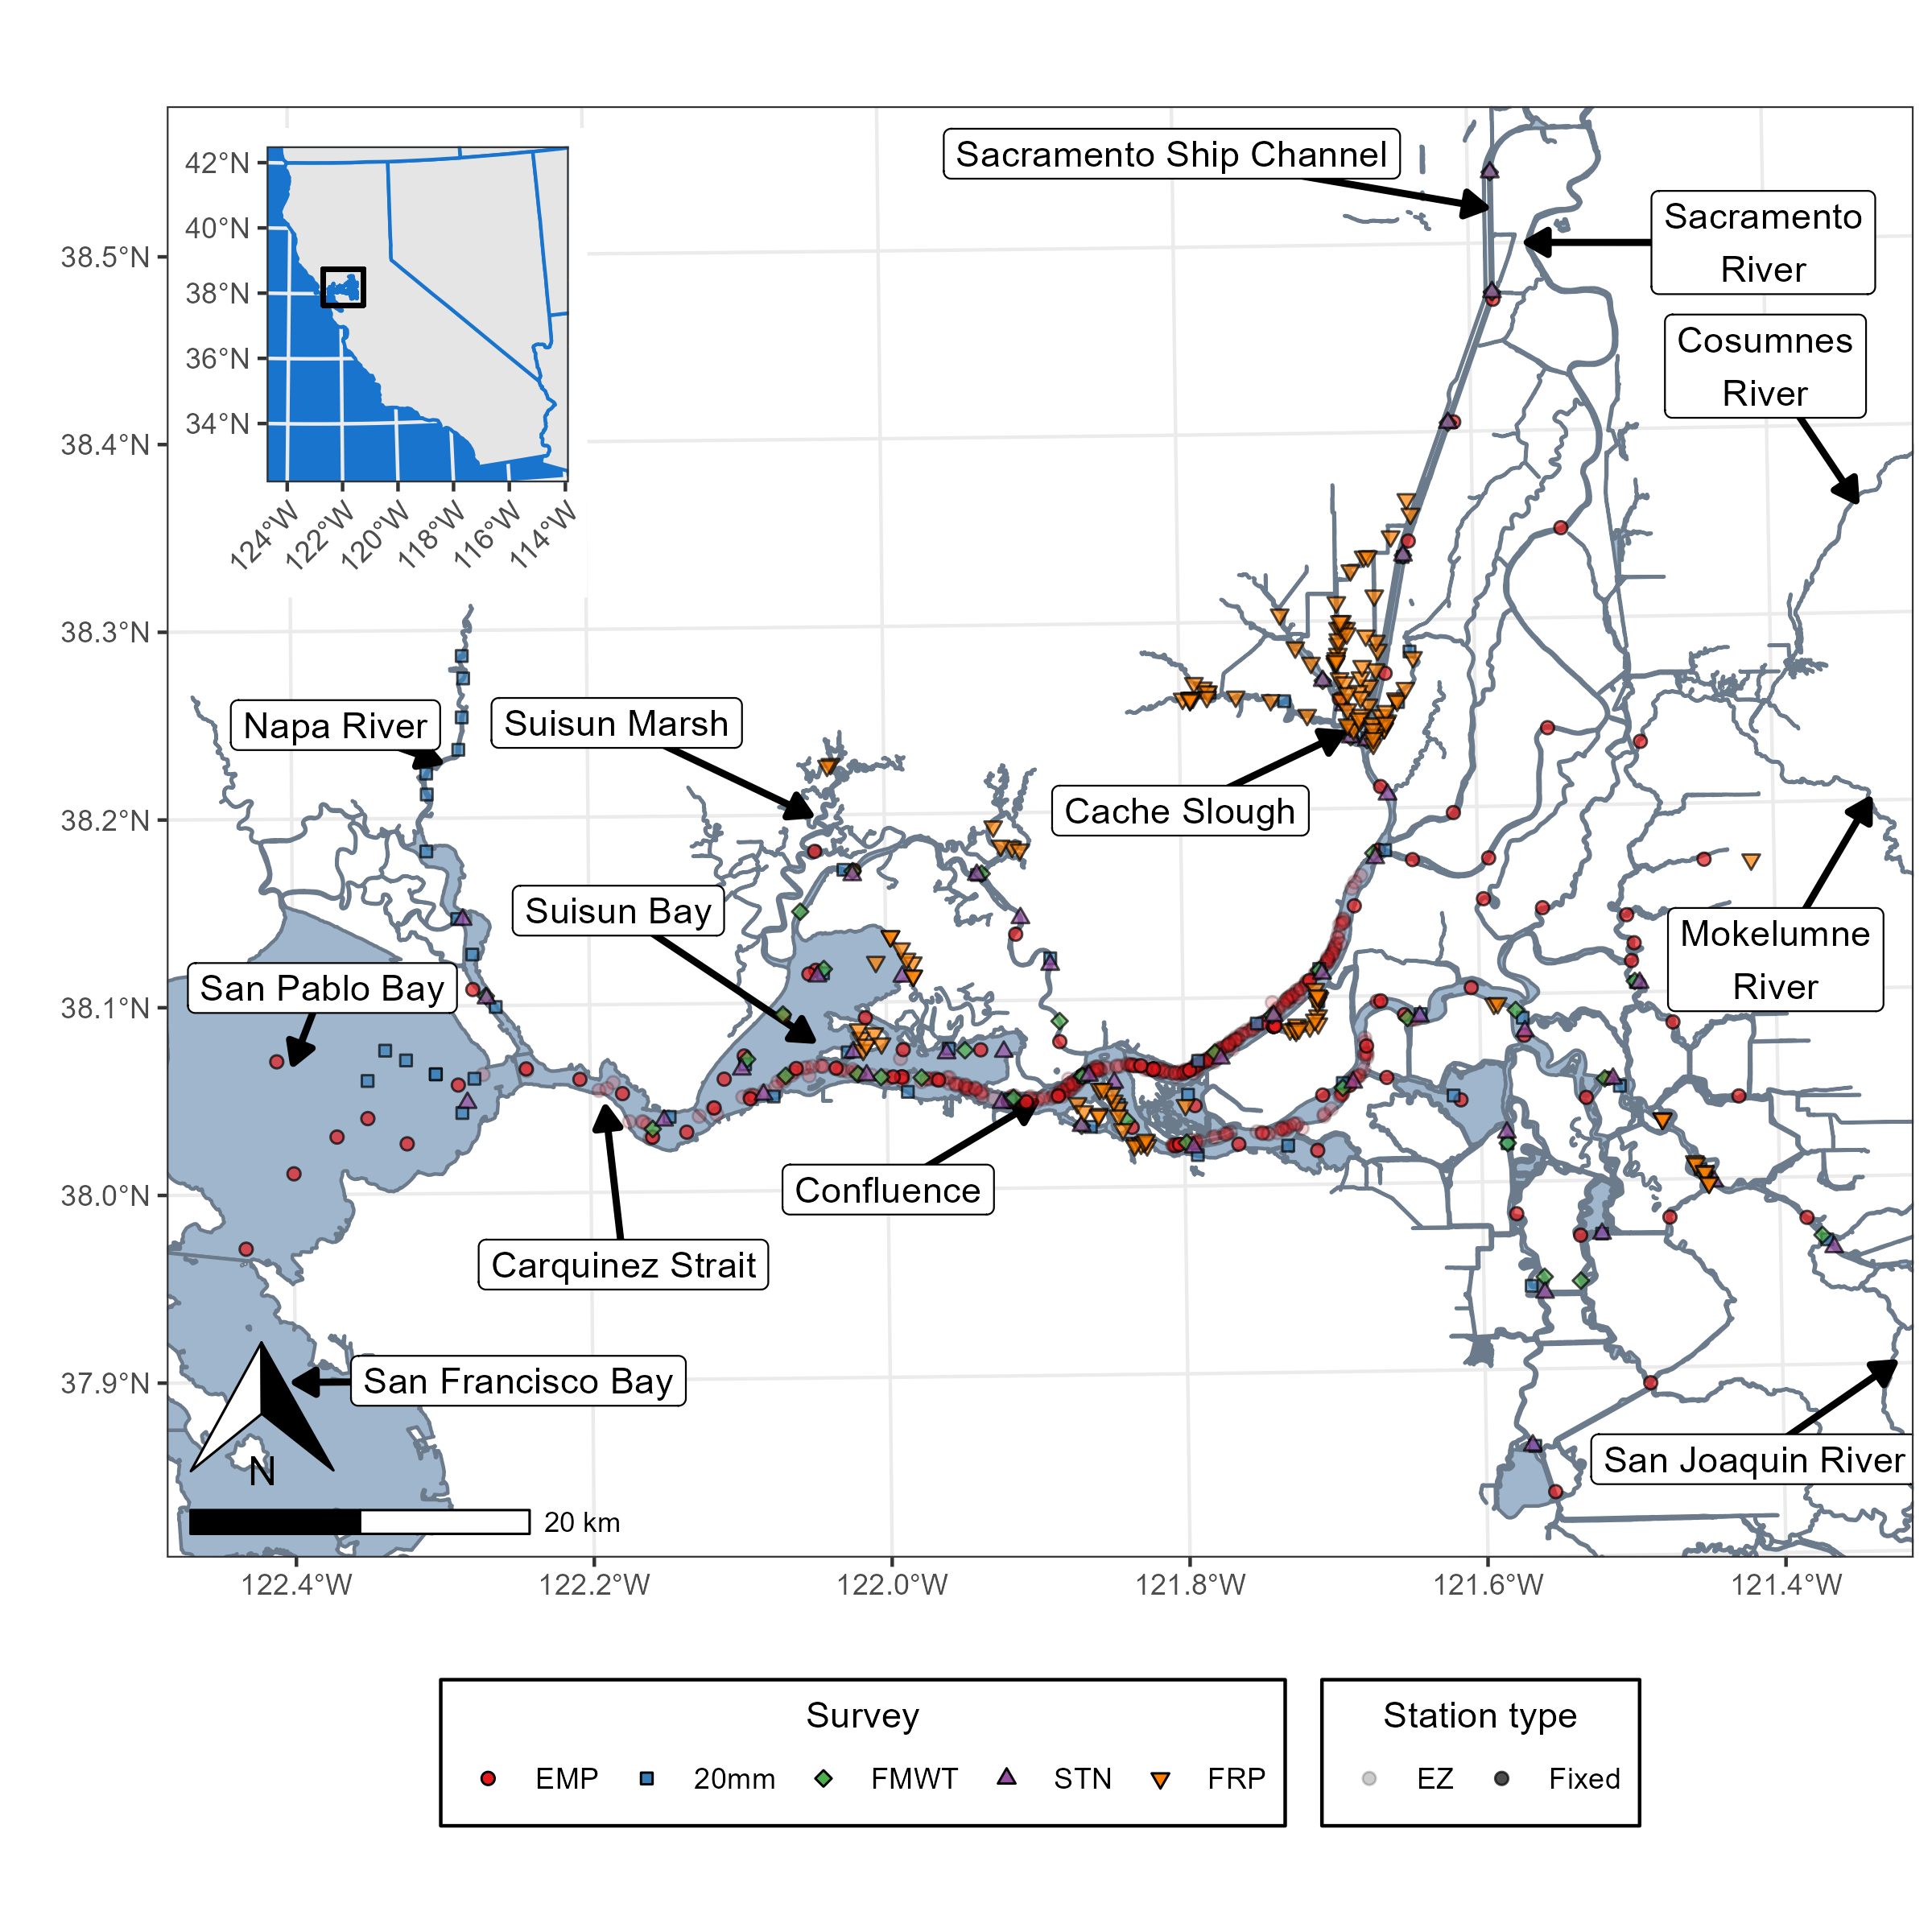 Sacramento Ship Channel
Sacramento
River
Cosumnes
River
42°N
40°N
38°N
36°N
34°N
124°W
122°W
120°W
118°W
116°W
114°W
38.5°N
38.4°N
38.3°N
38.2°N
38.1°N
38.0°N
37.9°N
Napa River
Suisun Marsh
Cache Slough
Suisun Bay
San Pablo Bay
Mokelumne
River
Confluence
Carquinez Strait
San Francisco Bay
San Joaquin River
N
20 km
122.4°W
122.2°W
122.0°W
121.8°W
121.6°W
121.4°W
Survey
EMP
20mm
FMWT
STN
FRP
Station type
EZ
Fixed